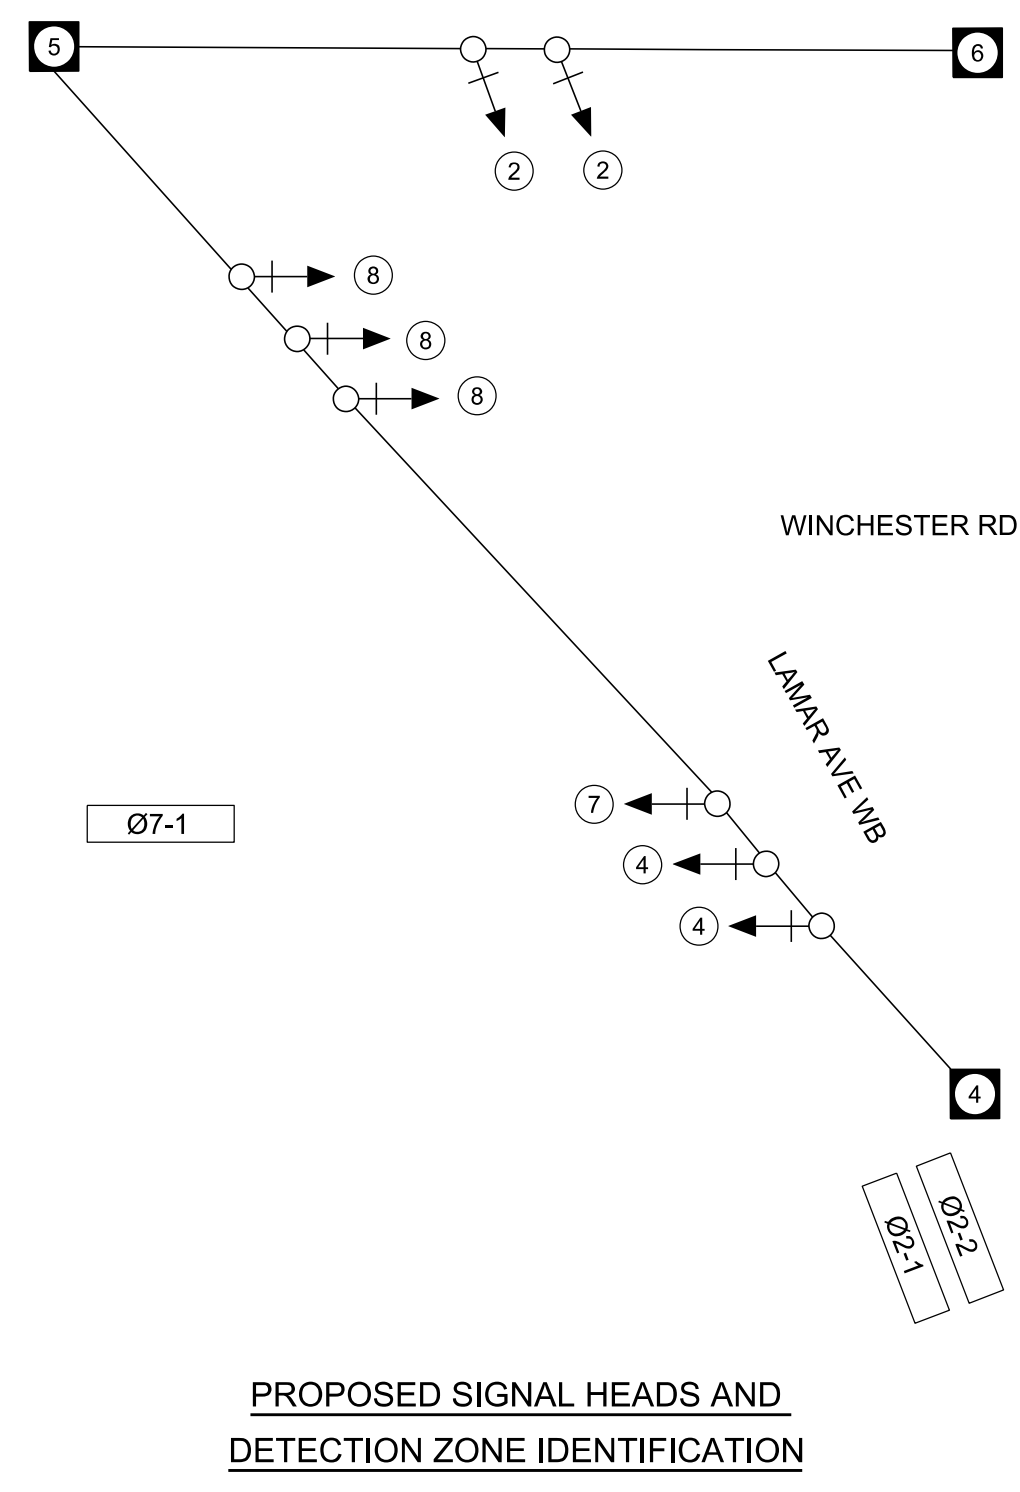 5
6
2
2
8
8
8
WINCHESTER RD
LAMAR AVE WB
7
Ø7-1
4
4
4
Ø2-2
Ø2-1
PROPOSED SIGNAL HEADS AND
DETECTION ZONE IDENTIFICATION